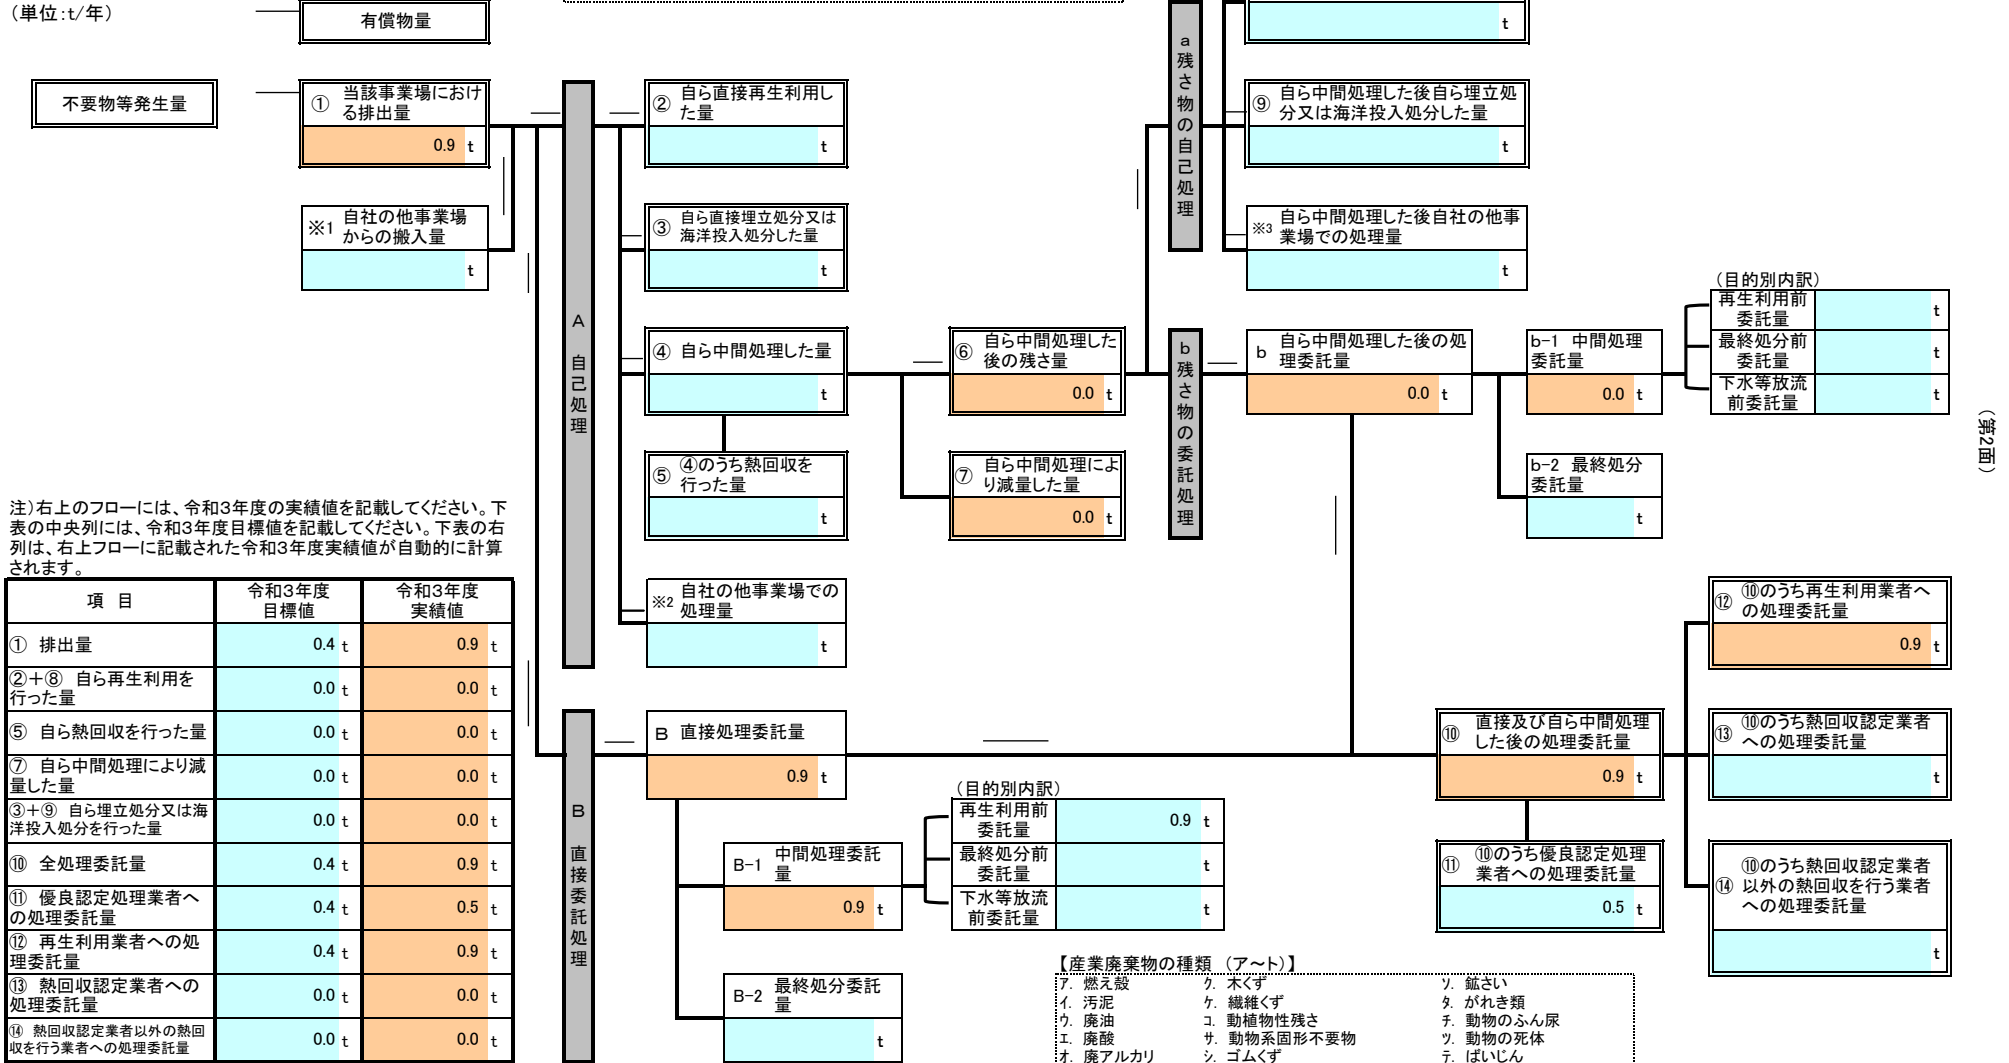 （単位：t/年）
有償物量
t
不要物等発生量
① 当該事業場におけ
る排出量
0.9 t
※1 自社の他事業場
からの搬入量
t
A 自己処理
② 自ら直接再生利用し
た量
t
③ 自ら直接埋立処分又は
海洋投入処分した量
t
④ 自ら中間処理した量
t
⑤ ④のうち熱回収を
行った量
t
※2 自社の他事業場での
処理量
t
⑥ 自ら中間処理した
後の残さ量
0.0 t
⑦ 自ら中間処理によ
り減量した量
0.0 t
a 残さ物の自己処理
⑨ 自ら中間処理した後自ら埋立処
分又は海洋投入処分した量
t
※3 自ら中間処理した後自社の他事
業場での処理量
t
b 残さ物の委託処理
b 自ら中間処理した後の処
理委託量
0.0 t
b-1 中間処理
委託量
0.0 t
b-2 最終処分
委託量
t
（目的別内訳）
再生利用前
委託量 t
最終処分前
委託量 t
下水等放流
前委託量 t
（第2面）
注）右上のフローには、令和3年度の実績値を記載してください。下
表の中央列には、令和3年度目標値を記載してください。下表の右
列は、右上フローに記載された令和3年度実績値が自動的に計算
されます。
項 目 令和3年度 目標値 令和3年度 実績値
① 排出量 0.4 t 0.9 t
②＋⑧ 自ら再生利用を
行った量 0.0 t 0.0 t
⑤ 自ら熱回収を行った量 0.0 t 0.0 t
⑦ 自ら中間処理により減
量した量 0.0 t 0.0 t
③＋⑨ 自ら埋立処分又は海
洋投入処分を行った量 0.0 t 0.0 t
⑩ 全処理委託量 0.4 t 0.9 t
⑪ 優良認定処理業者へ
の処理委託量 0.4 t 0.5 t
⑫ 再生利用業者への処
理委託量 0.4 t 0.9 t
⑬ 熱回収認定業者への
処理委託量 0.0 t 0.0 t
⑭ 熱回収認定業者以外の熱回
収を行う業者への処理委託量 0.0 t 0.0 t
B 直接委託処理
B 直接処理委託量
0.9 t
B-1 中間処理委託
量
0.9 t
B-2 最終処分委託
量
t
（目的別内訳）
再生利用前
委託量 0.9 t
最終処分前
委託量 t
下水等放流
前委託量 t
⑩ 直接及び自ら中間処理
した後の処理委託量
0.9 t
⑪ ⑩のうち優良認定処理
業者への処理委託量
0.5 t
⑫ ⑩のうち再生利用業者へ
の処理委託量
0.9 t
⑬ ⑩のうち熱回収認定業者
への処理委託量
t
⑭ ⑩のうち熱回収認定業者
以外の熱回収を行う業者
への処理委託量
t
【産業廃棄物の種類 （ア～ト）】
ア. 燃え殻 ク. 木くず ソ. 鉱さい
イ. 汚泥 ケ. 繊維くず タ. がれき類
ウ. 廃油 コ. 動植物性残さ チ. 動物のふん尿
エ. 廃酸 サ. 動物系固形不要物 ツ. 動物の死体
オ. 廃アルカリ シ. ゴムくず テ. ばいじん